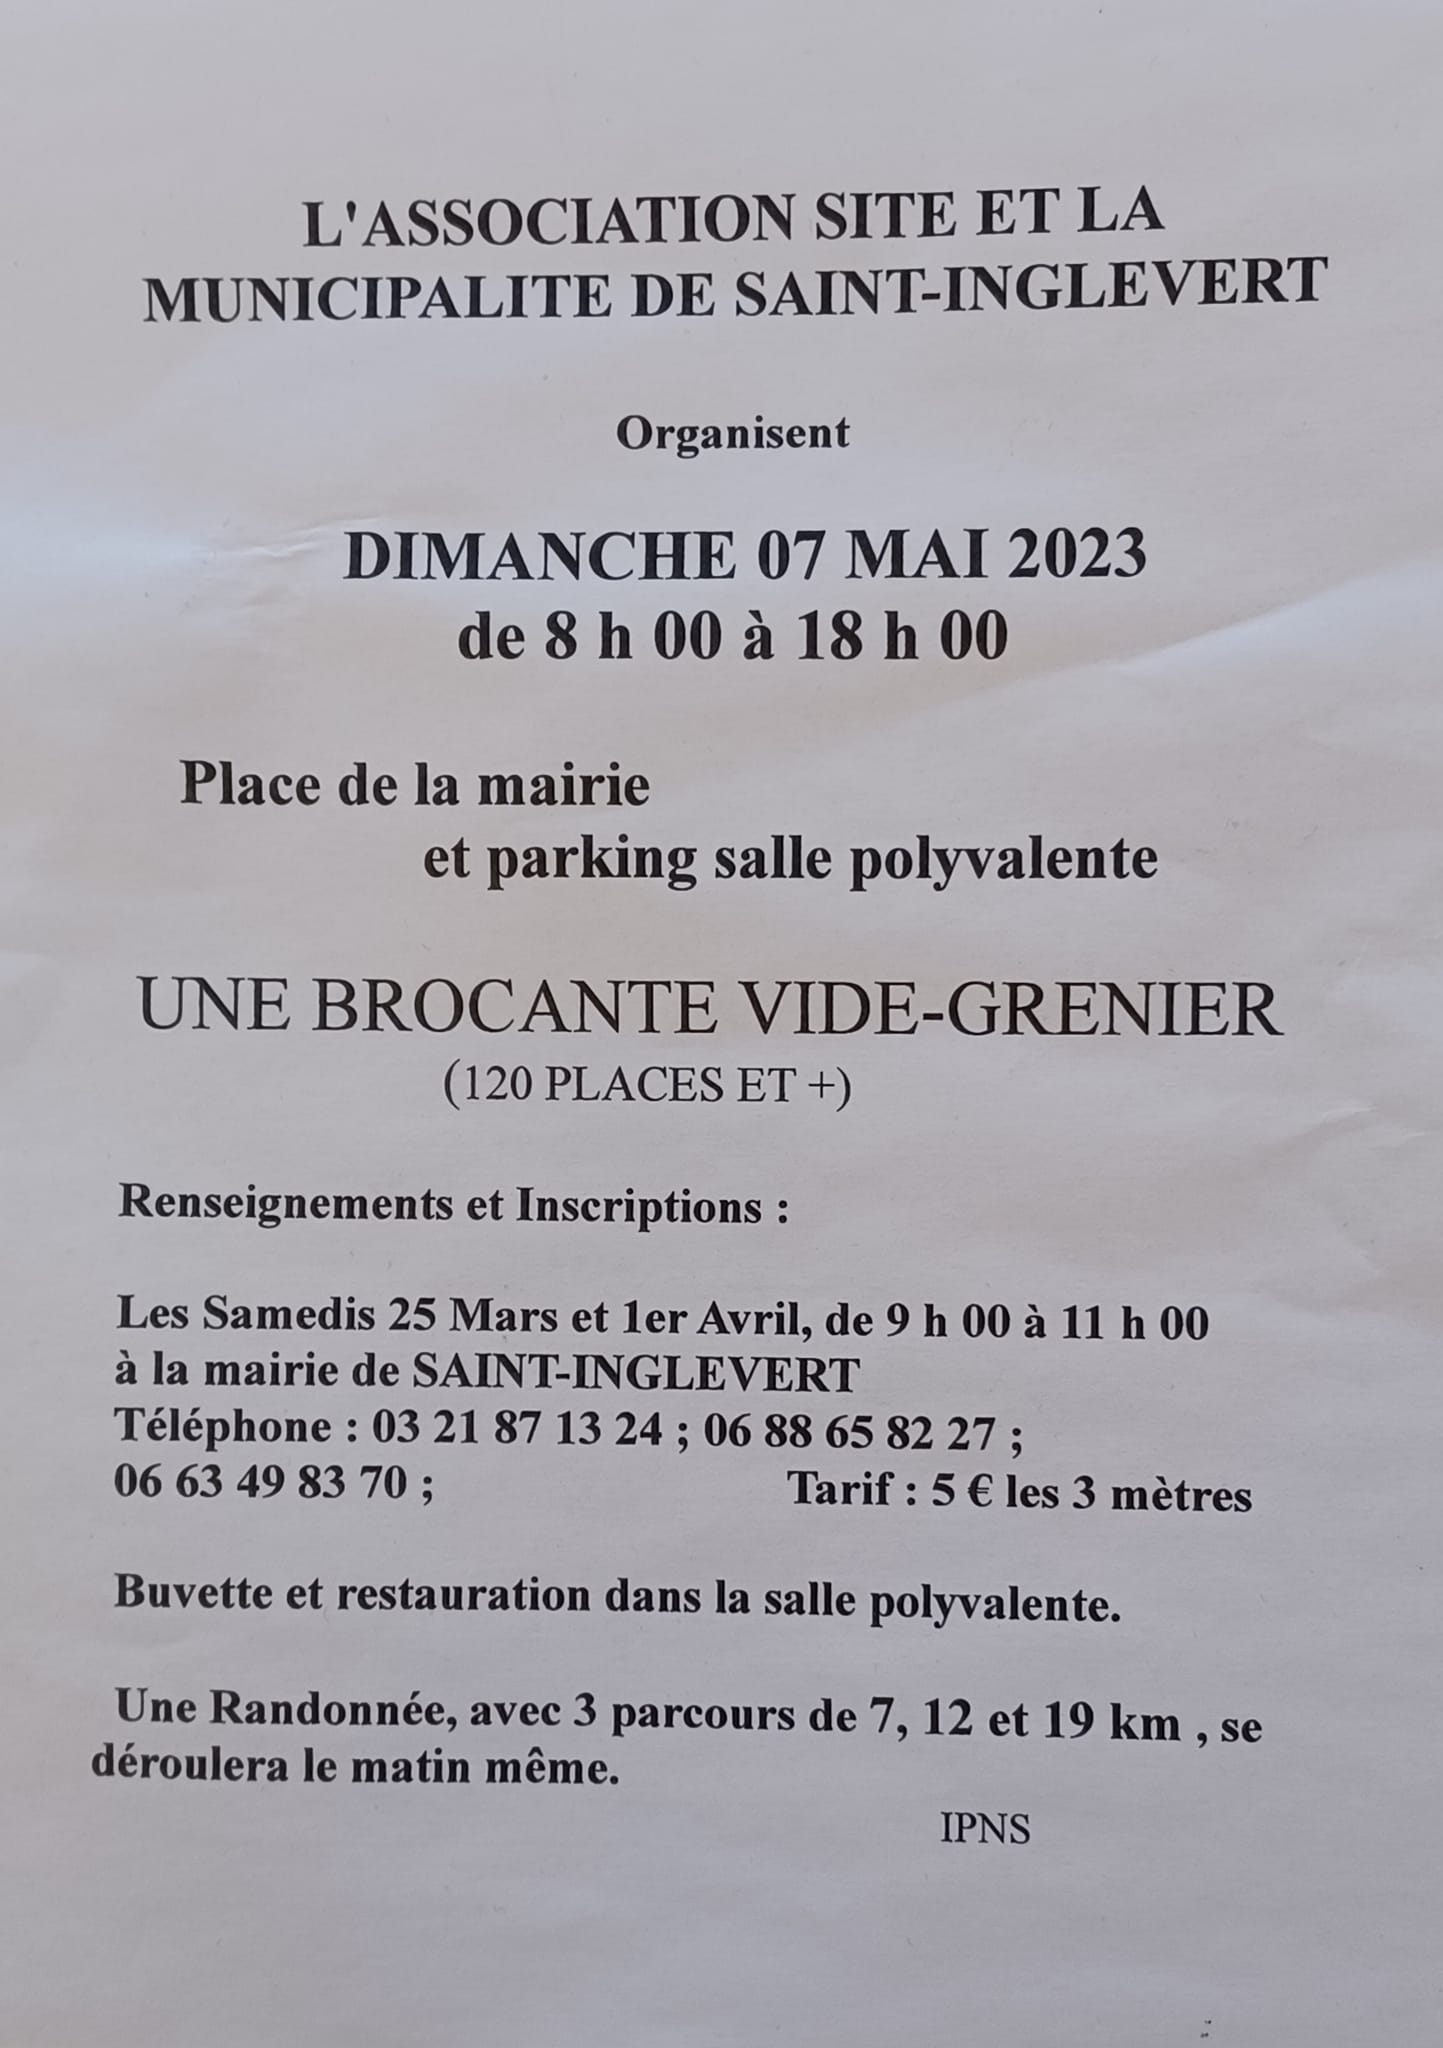 L'ASSOCIATION SITE ET LA
MUNICIPALITE DE SAINT-INGLEVERT
Organisent
DIMANCHE 07 MAI 2023
de 8 h 00 à 18 h 00
Place de la mairie
et parking salle polyvalente
UNE BROCANTE VIDE-GRENIER
(120 PLACES ET +)
Renseignements et Inscriptions :
Les Samedis 25 Mars et 1er Avril, de 9 h 00 à 11 h 00
à la mairie de SAINT-INGLEVERT
Téléphone : 03 21 87 13 24 ; 06 88 65 82 27 ;
06 63 49 83 70 ; Tarif : 5 € les 3 mètres
Buvette et restauration dans la salle polyvalente.
Une Randonnée, avec 3 parcours de 7, 12 et 19 km , se
déroulera le matin même.
IPNS